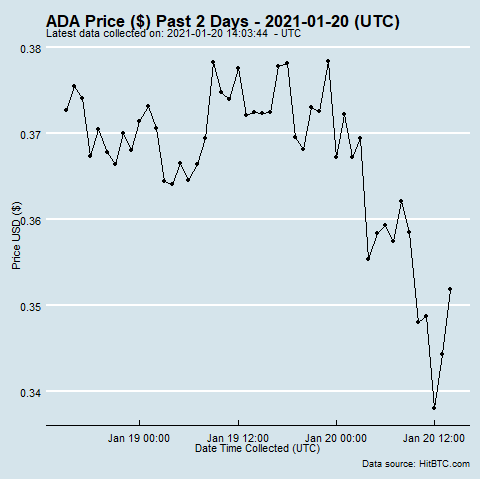 ADA Price ($) Past 2 Days - 2021-01-20 (UTC)
Latest data collected on: 2021-01-20 14:03:44 - UTC
0.38
0.37
0.36
0.35
0.34
Price USD ($)
Jan 19 00:00 Jan 19 12:00 Jan 20 00:00 Jan 20 12:00
Date Time Collected (UTC)
Data source: HitBTC.com